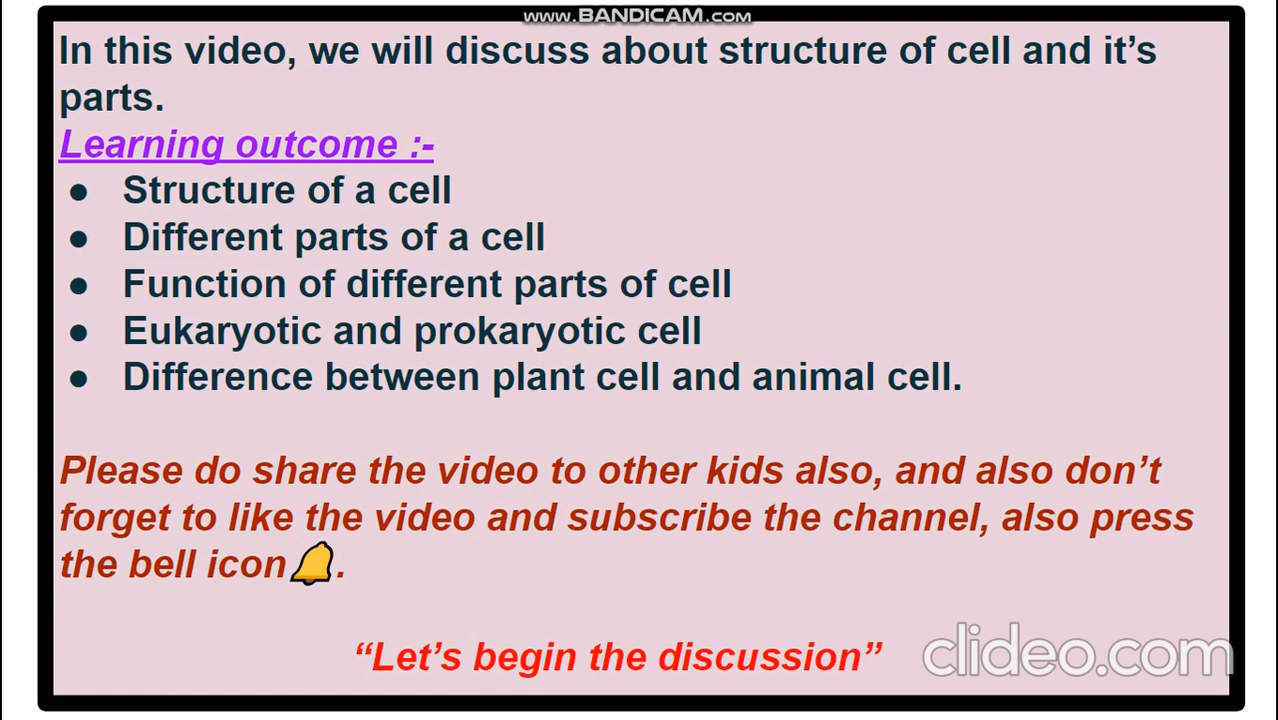 www.BANDICAM.com
In this video, we will discuss about structure of cell and it’s
parts.
Learning outcome :-
● Structure of a cell
● Different parts of a cell
● Function of different parts of cell
● Eukaryotic and prokaryotic cell
● Difference between plant cell and animal cell.
Please do share the video to other kids also, and also don’t
forget to like the video and subscribe the channel, also press
the bell icon🔔.
“Let’s begin the discussion”
clideo.com